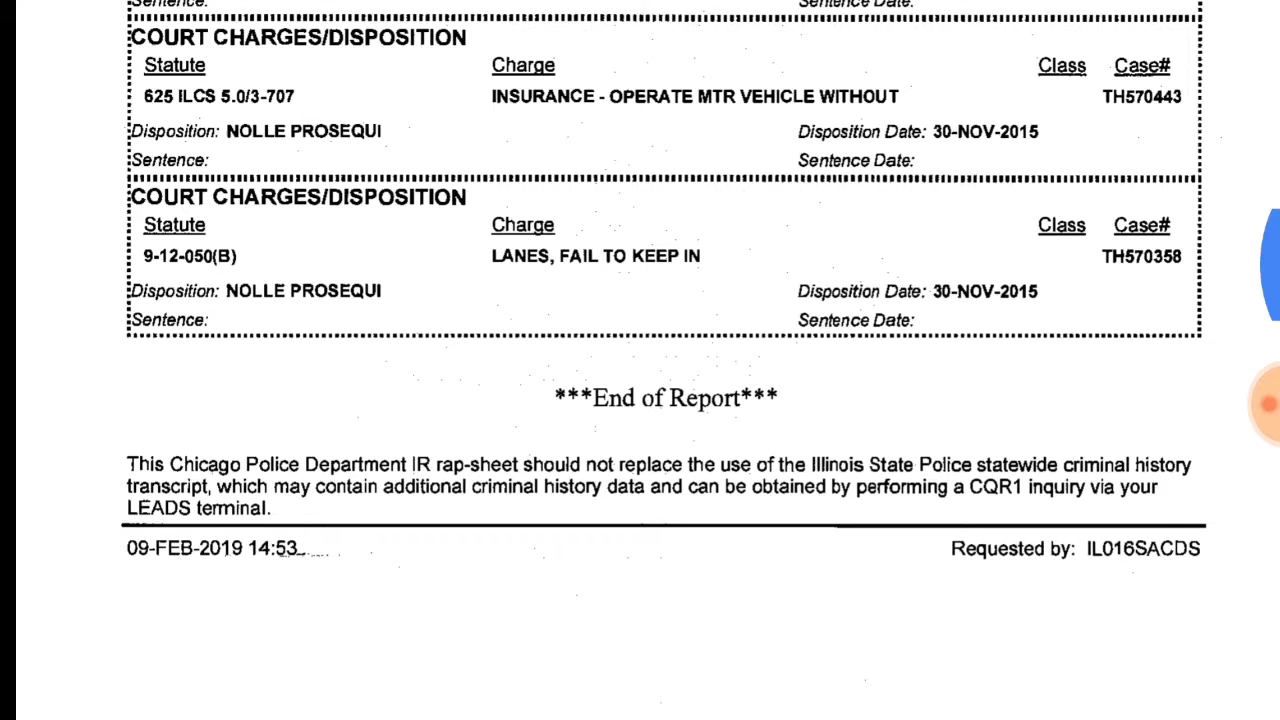 Sentence: Sentence Date:
COURT CHARGES/DISPOSITION
Statute Charge Class Case#
625 ILCS 5.0/3-707 INSURANCE - OPERATE MTR VEHICLE WITHOUT TH570443
Disposition: NOLLE PROSEQUI Disposition Date: 30-NOV-2015
Sentence: Sentence Date:
COURT CHARGES/DISPOSITION
Statute Charge Class Case#
9-12-050(B) LANES, FAIL TO KEEP IN TH570358
Disposition: NOLLE PROSEQUI Disposition Date: 30-NOV-2015
Sentence: Sentence Date:
***End of Report***
This Chicago Police Department IR rap-sheet should not replace the use of the Illinois State Police statewide criminal history
transcript, which may contain additional criminal history data and can be obtained by performing a CQR1 inquiry via your
LEADS terminal.
09-FEB-2019 14:53 Requested by: IL016SACDS